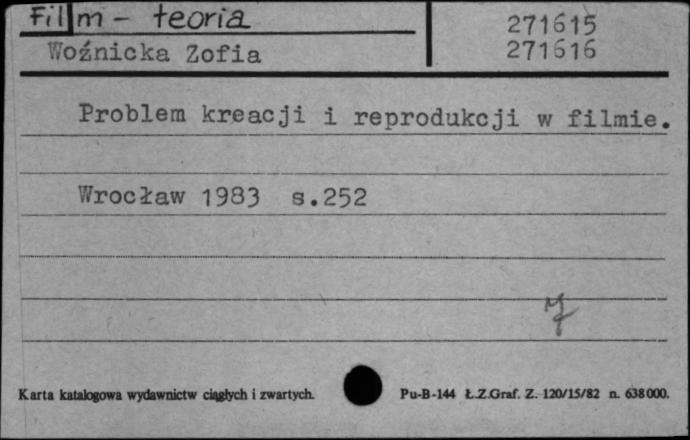 Film - teoria
271615
Woźnicka Zofia
271616
Problem kreacji i reprodukcji w filmie.
Wrocław 1983 s.252
7
Karta katalogowa wydawnictw ciągłych i zwartych.
Pu-B-144 Ł.Z.Graf. Z. 120/15/82 n. 638000.